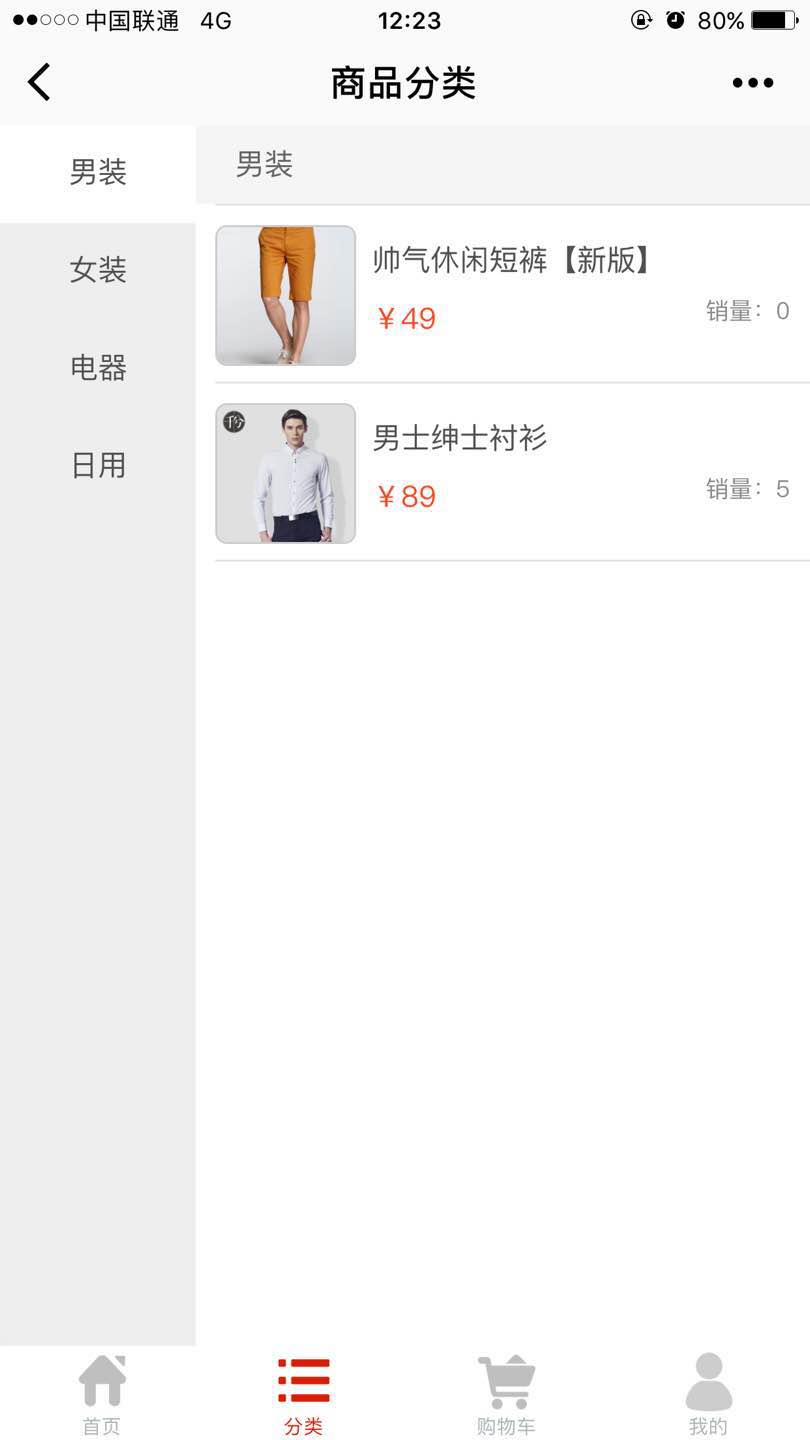 中国联通 4G 12:23 80%
商品分类
男装
女装
电器
日用
男装
帅气休闲短裤【新版】
￥49 销量：0
千分
男士绅士衬衫
￥89 销量：5
首页 分类 购物车 我的